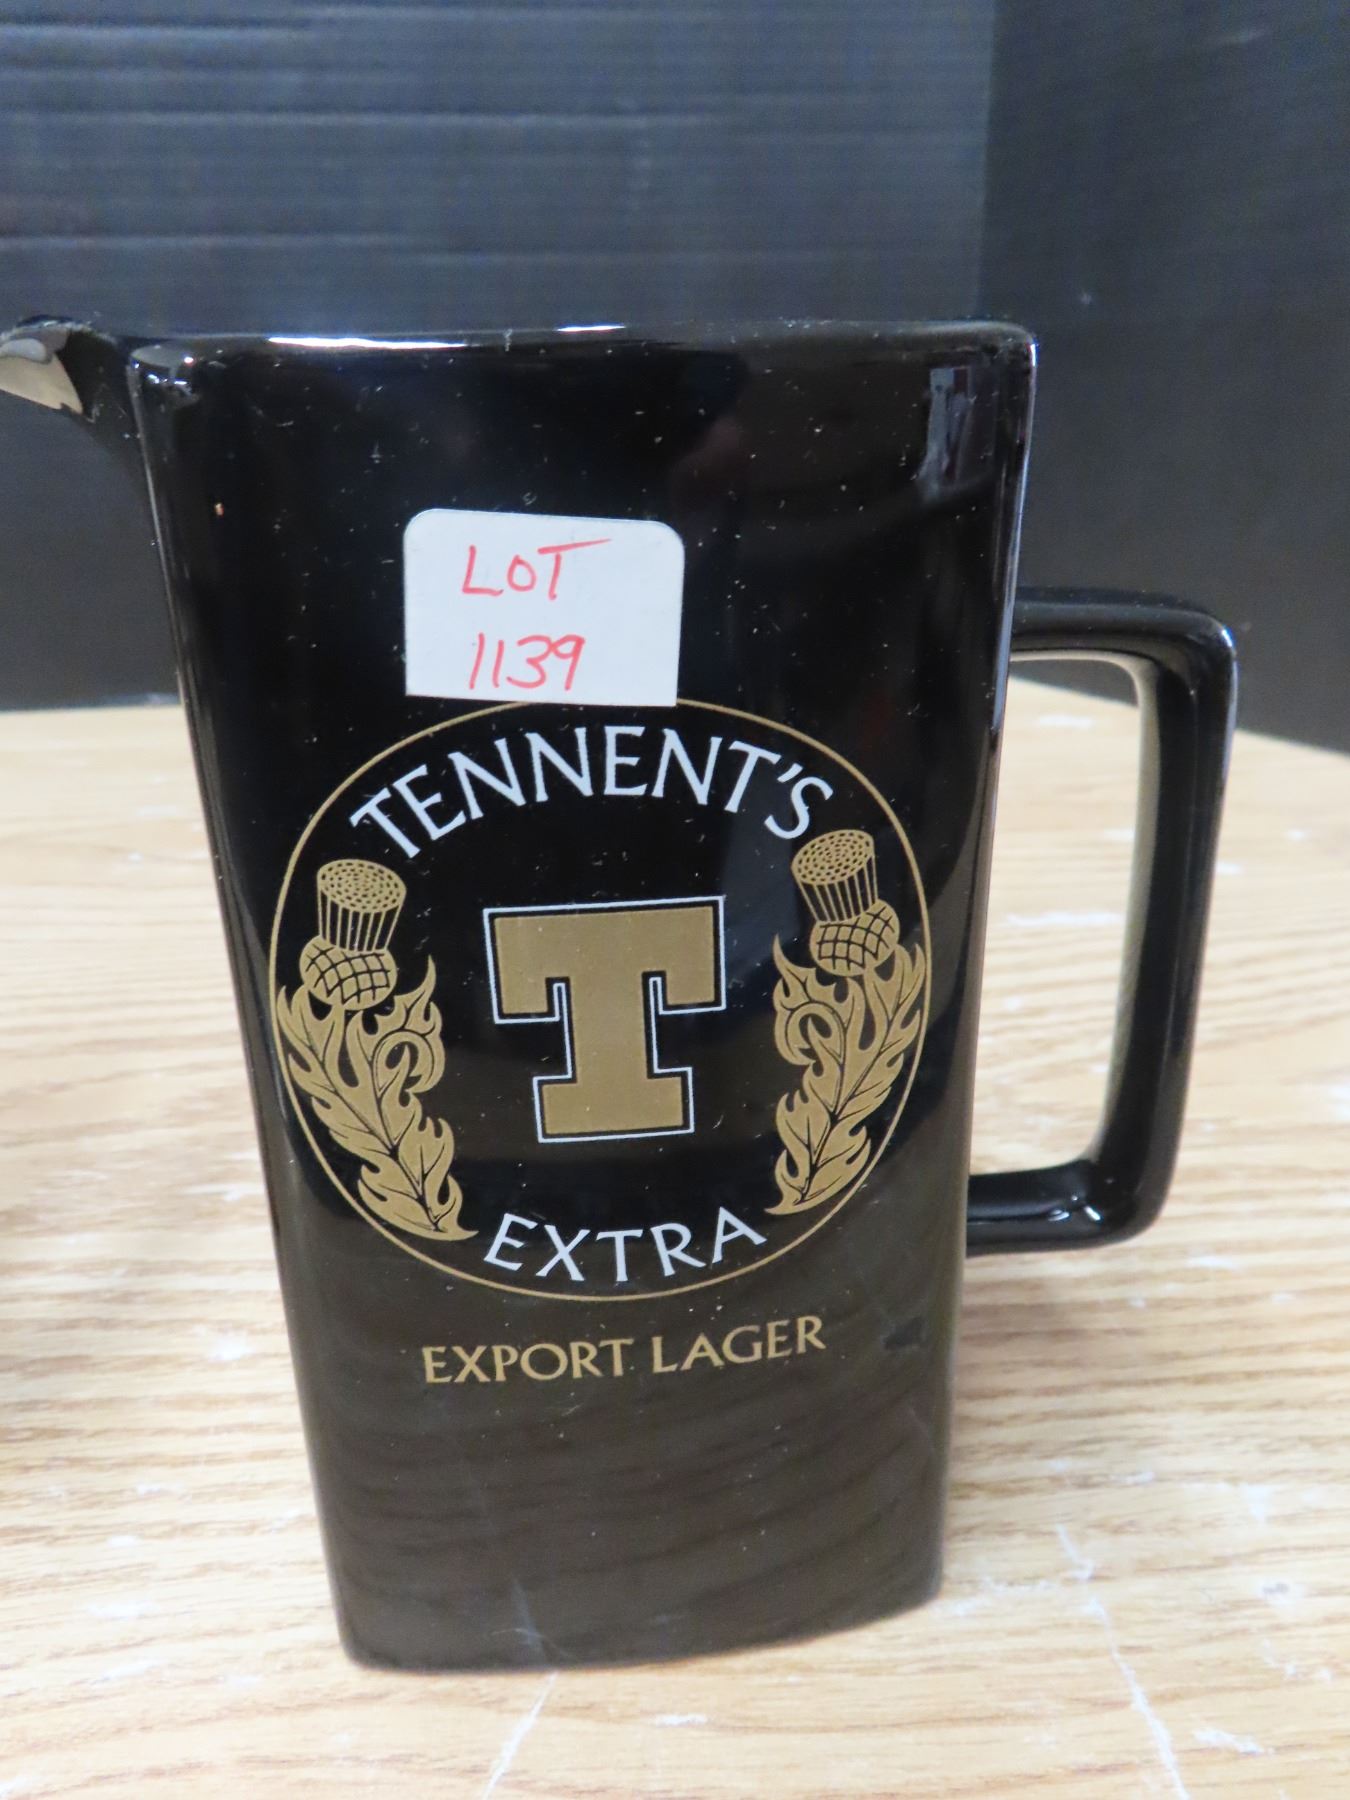 LOT
1139
TENNENT'S
T
EXTRA
EXPORT LAGER